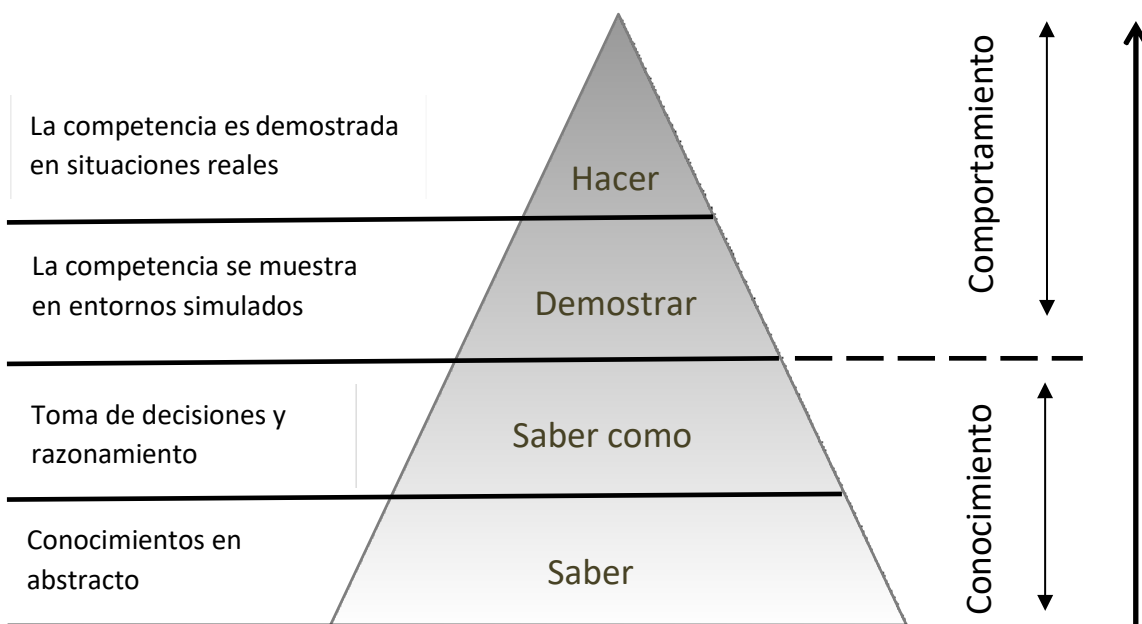 La competencia es demostrada
en situaciones reales
Hacer
La competencia se muestra
en entornos simulados
Demostrar
Comportamiento
Toma de decisiones y
razonamiento
Saber como
Conocimientos en
abstracto
Saber
Conocimiento